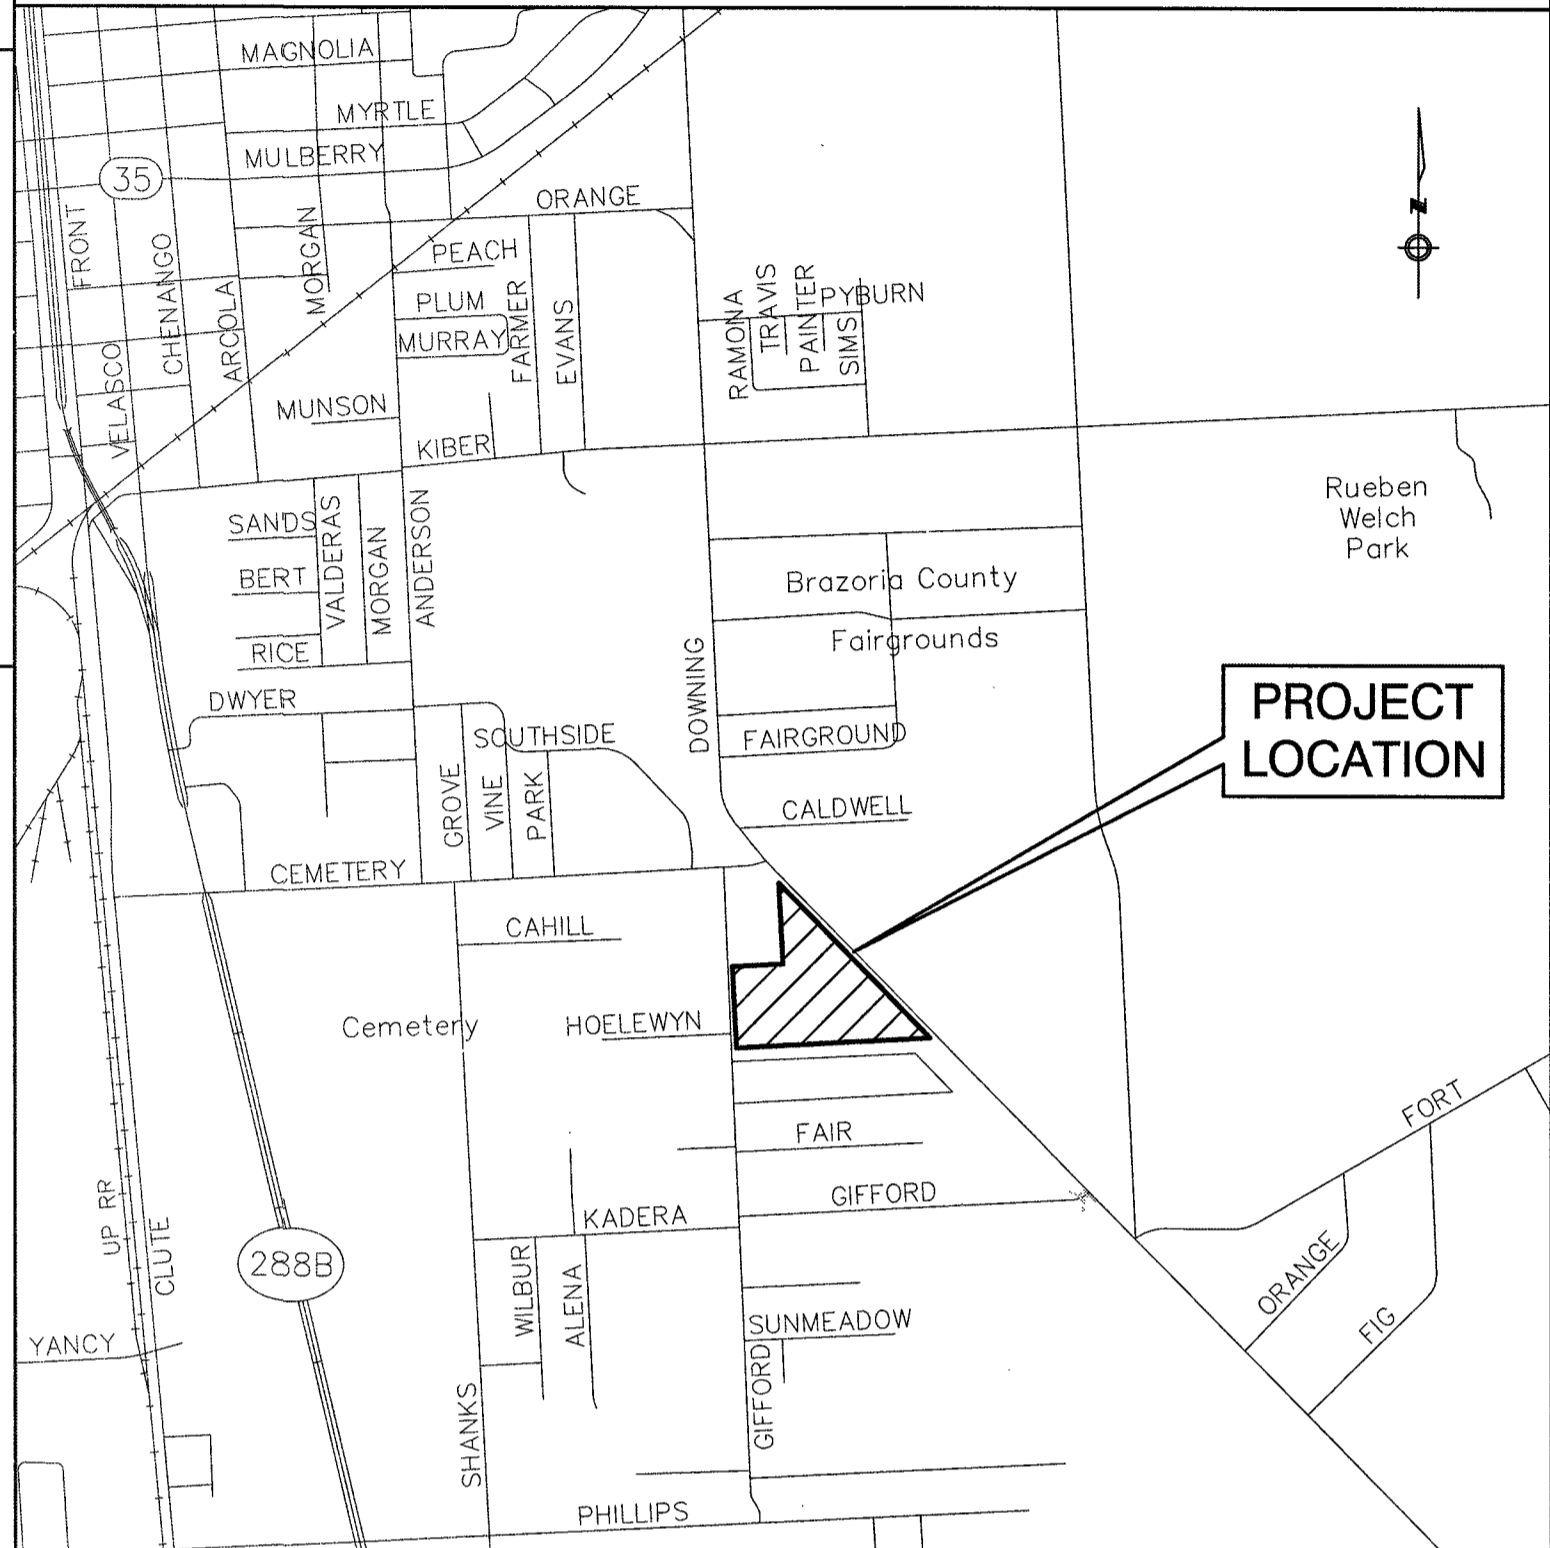 MAGNOLIA
MYRTLE
MULBERRY
35
ORANGE
FRONT
CHENANGO
MORGAN
ARCOLA
VELASCO
PEACH
PLUM
MURRAY
FARMER
EVANS
RAMONA
TRAVIS
PAINTER
PYBURN
SIMS
N
MUNSON
KIBER
SANDS
BERT
RICE
VALDERAS
MORGAN
ANDERSON
Rueben
Welch
Park
Brazoria County
Fairgrounds
DWYER
SOUTHSIDE
DOWNING
FAIRGROUND
PROJECT
LOCATION
GROVE
VINE
PARK
CALDWELL
CEMETERY
CAHILL
Cemetery
HOELEWYN
FORT
FAIR
GIFFORD
KADERA
UP RR
CLUTE
288B
WILBUR
ALENA
ORANGE
FIG
YANCY
SUNMEADOW
GIFFORD
SHANKS
PHILLIPS